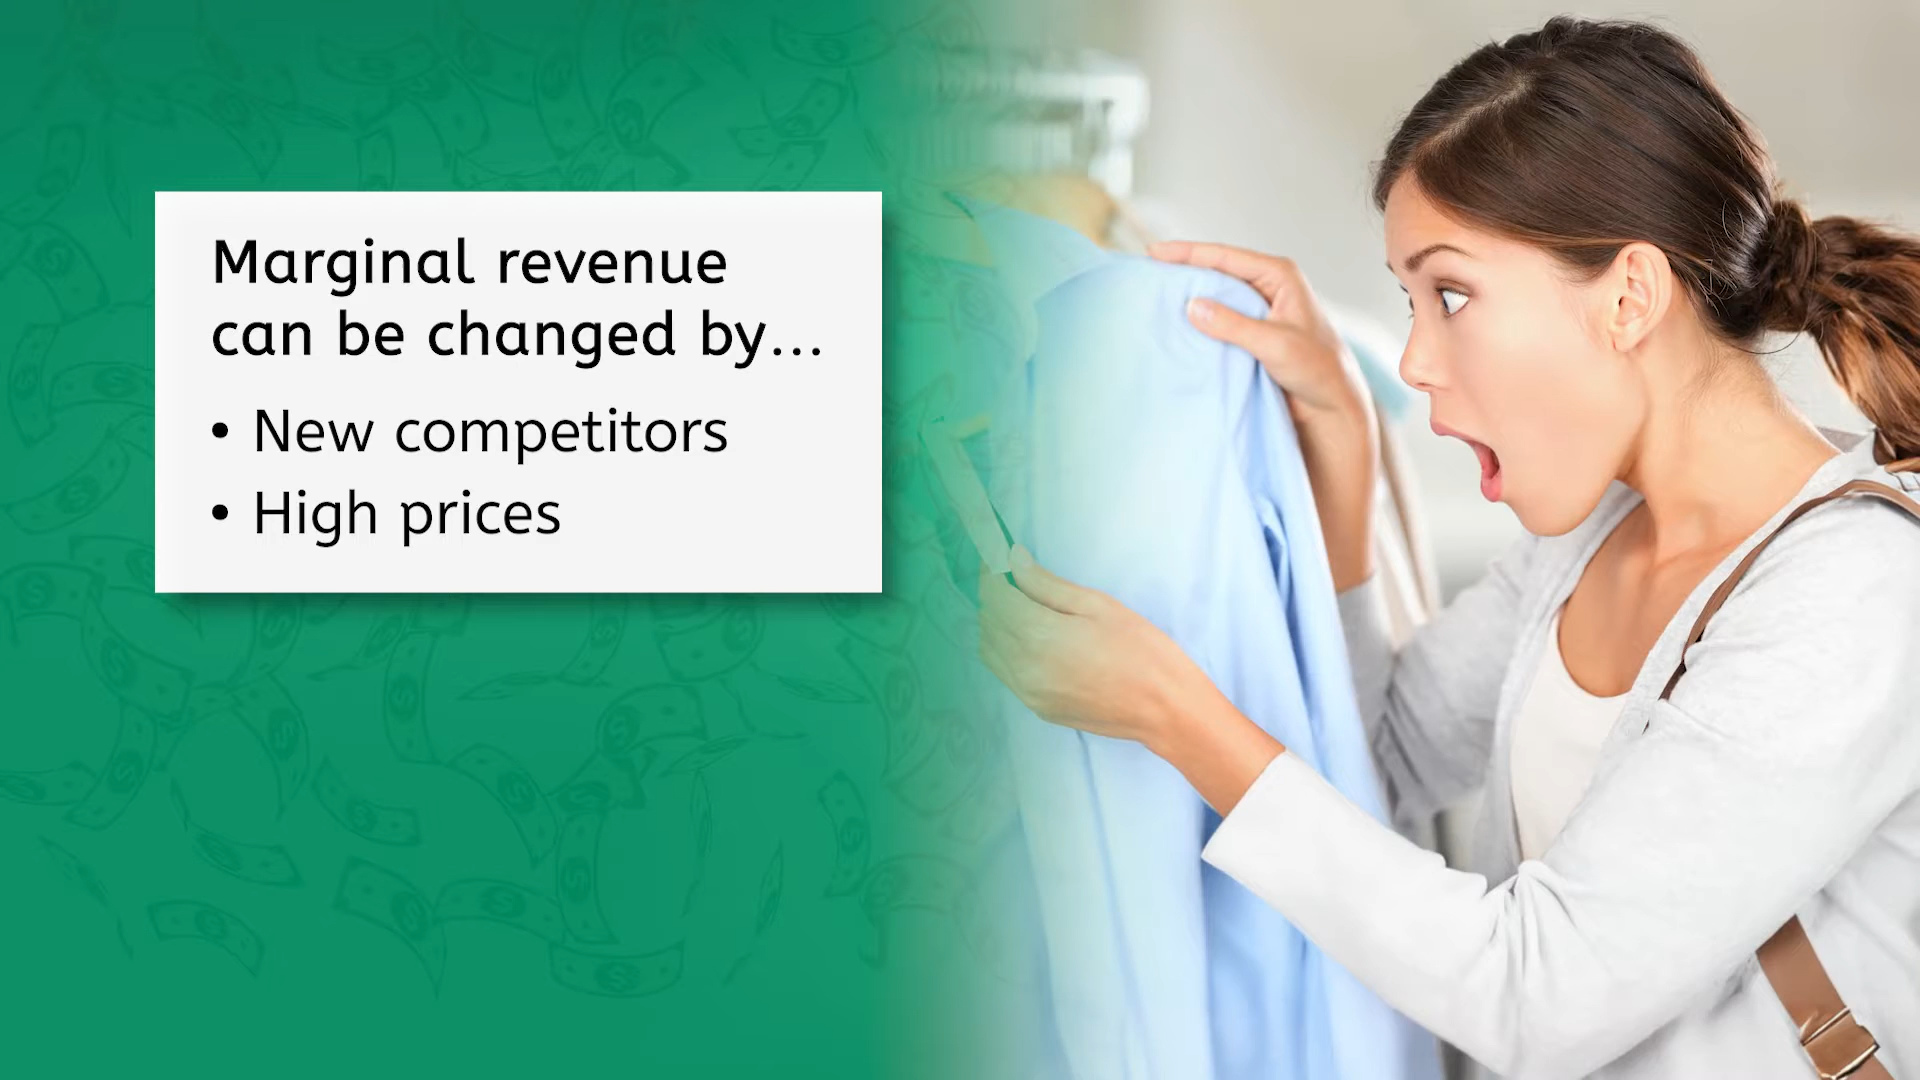 Marginal revenue
can be changed by...
• New competitors
• High prices